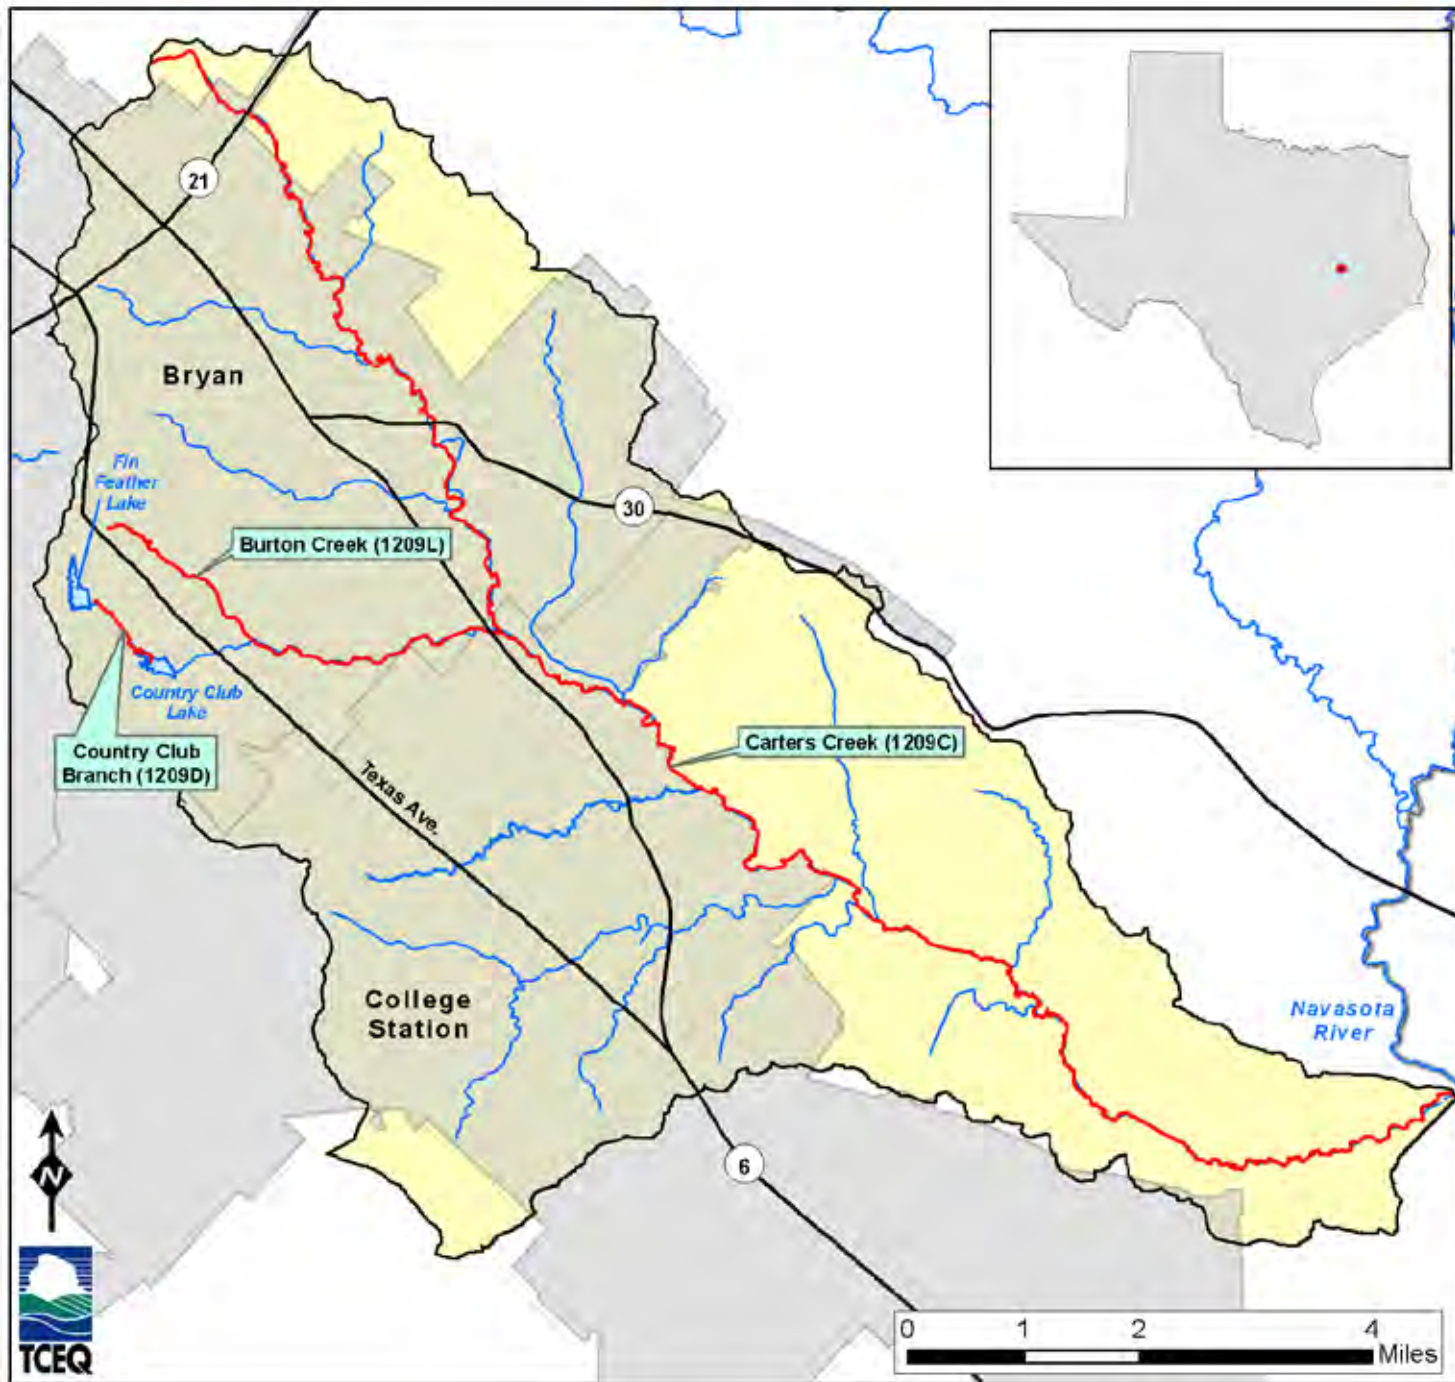 21
Bryan
Fin
Feather
Lake
30
Burton Creek (1209L)
Country Club
Lake
Country Club
Branch (1209D)
Carters Creek (1209C)
Texas Ave.
College
Station
Navasota
River
N
6
0 1 2 4
Miles
TCEQ